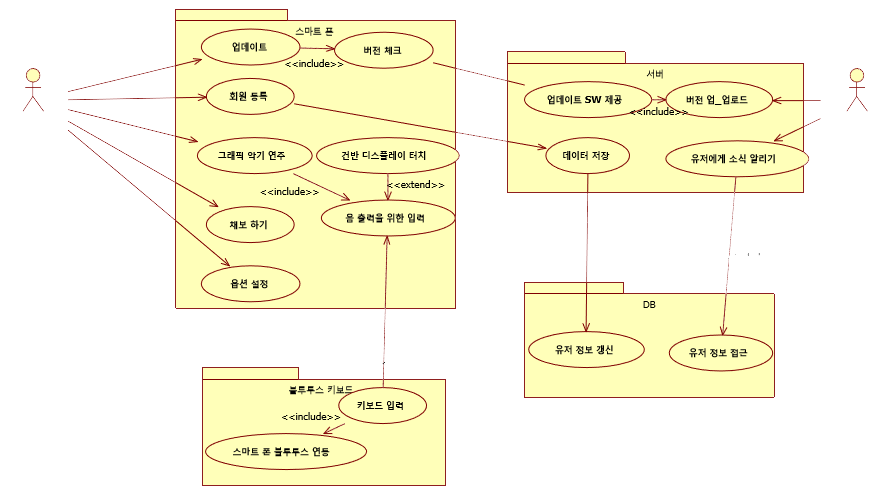 스마트 폰
업데이트
버전 체크
<<include>>
회원 등록
그래픽 악기 연주
건반 디스플레이 터치
<<include>>
<<extend>>
음 출력을 위한 입력
채보 하기
옵션 설정
서버
업데이트 SW 제공
버전 업_업로드
<<include>>
데이터 저장
유저에게 소식 알리기
DB
유저 정보 갱신
유저 정보 접근
블루투스 키보드
키보드 입력
<<include>>
스마트 폰 블루투스 연동